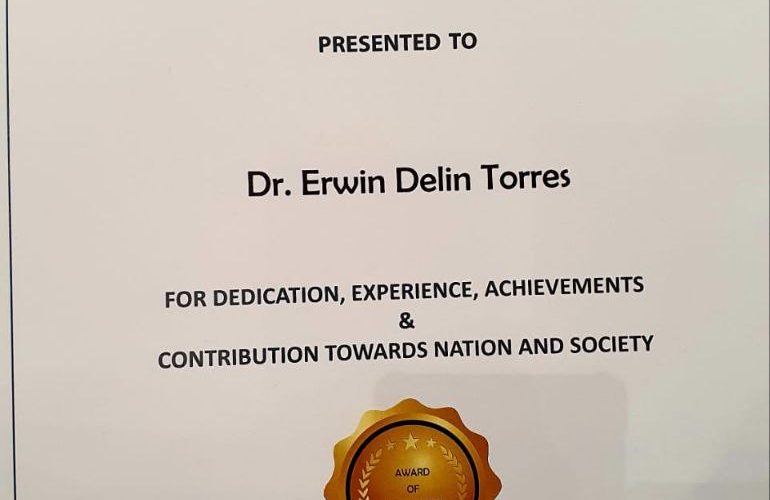 PRESENTED TO
Dr. Erwin Delin Torres
FOR DEDICATION, EXPERIENCE, ACHIEVEMENTS
&
CONTRIBUTION TOWARDS NATION AND SOCIETY
AWARD
OF